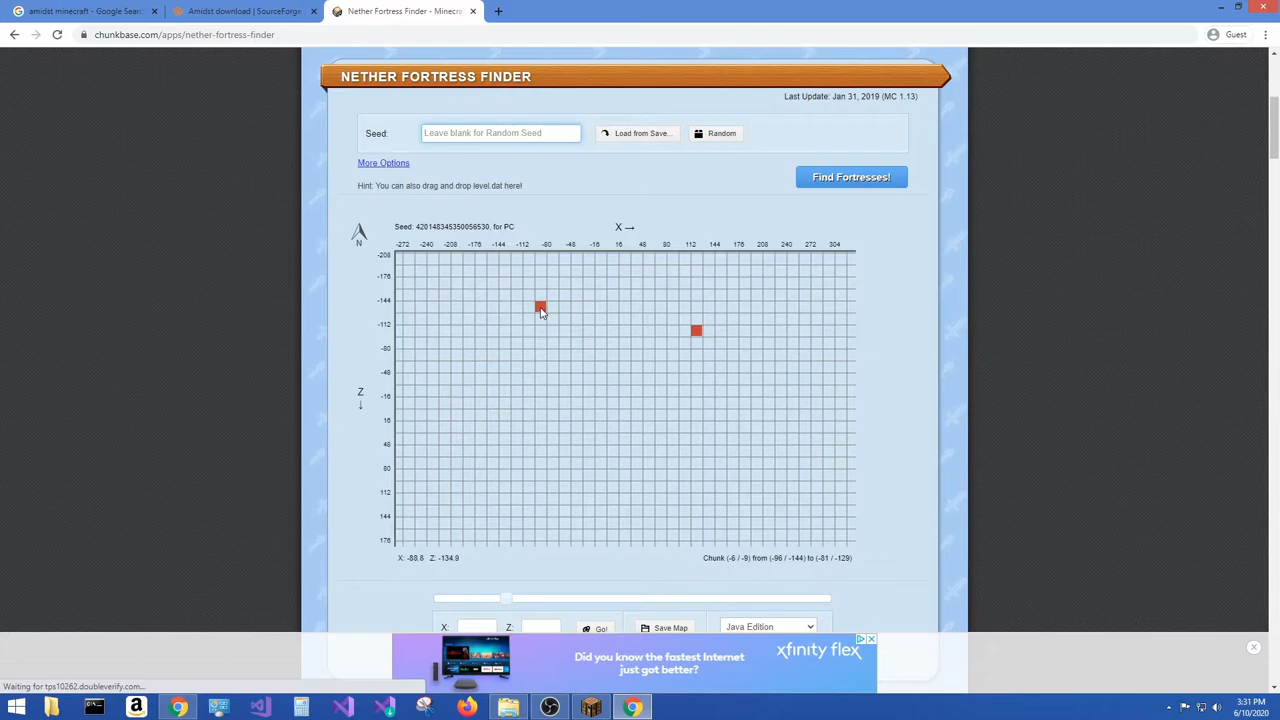 amidst minecraft - Google Sear
Amidst download | SourceForge
Nether Fortress Finder - Minecra
chunkbase.com/apps/nether-fortress-finder
Guest
NETHER FORTRESS FINDER
Last Update: Jan 31, 2019 (MC 1.13)
Seed:
Leave blank for Random Seed
Load from Save...
Random
More Options
Find Fortresses!
Hint: You can also drag and drop level.dat here!
N
Seed: 420148345350056530, for PC
X →
-272 -240 -208 -176 -144 -112 -80 -48 -16 16 48 80 112 144 176 208 240 272 304
-208
-176
-144
-112
-80
-48
-16
16
48
80
112
144
176
Z
↓
X: -88.8 Z: -134.9
Chunk (-6 / -9) from (-96 / -144) to (-81 / -129)
X:
Z:
Go!
Save Map
Java Edition
Did you know the fastest Internet
just got better?
xfinity flex
Waiting for tps10262.doubleverify.com...
3:31 PM
6/10/2020